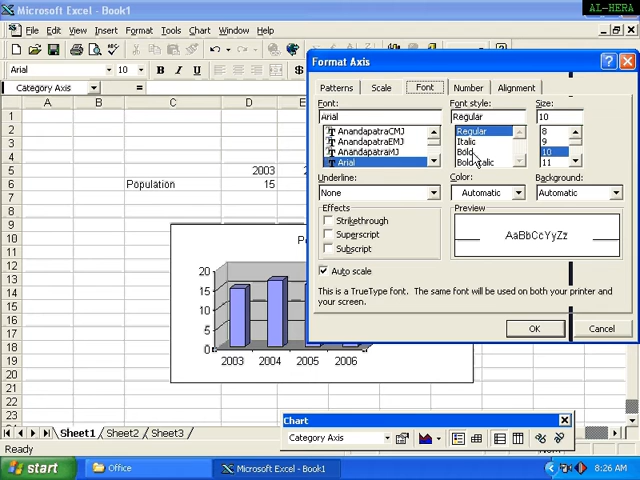 AL-HERA
Microsoft Excel - Book1
File Edit View Insert Format Tools Chart
Arial 10 B I U $
Category Axis
A B C D E
1
2
3
4
5 2003
6 Population 15
7
8
9
10
11
12
13
14
15
16
17
18
19
20
21
22
23
20
15
10
5
0
2003 2004 2005 2006
Format Axis
Patterns Scale Font Number Alignment
Font: Font style: Size:
Arial Regular 10
AnandapatraCMJ Regular 8
AnandapatraEMJ Italic 9
AnandapatraMJ Bold 10
Arial Bold Italic 11
Underline: Color: Background:
None Automatic Automatic
Effects Preview
Strikethrough
Superscript AaBbCcYyZz
Subscript
Auto scale
This is a TrueType font. The same font will be used on both your printer and
your screen.
OK Cancel
Chart
Category Axis
Sheet1 Sheet2 Sheet3
Ready
start Office Microsoft Excel - Book1 8:26 AM